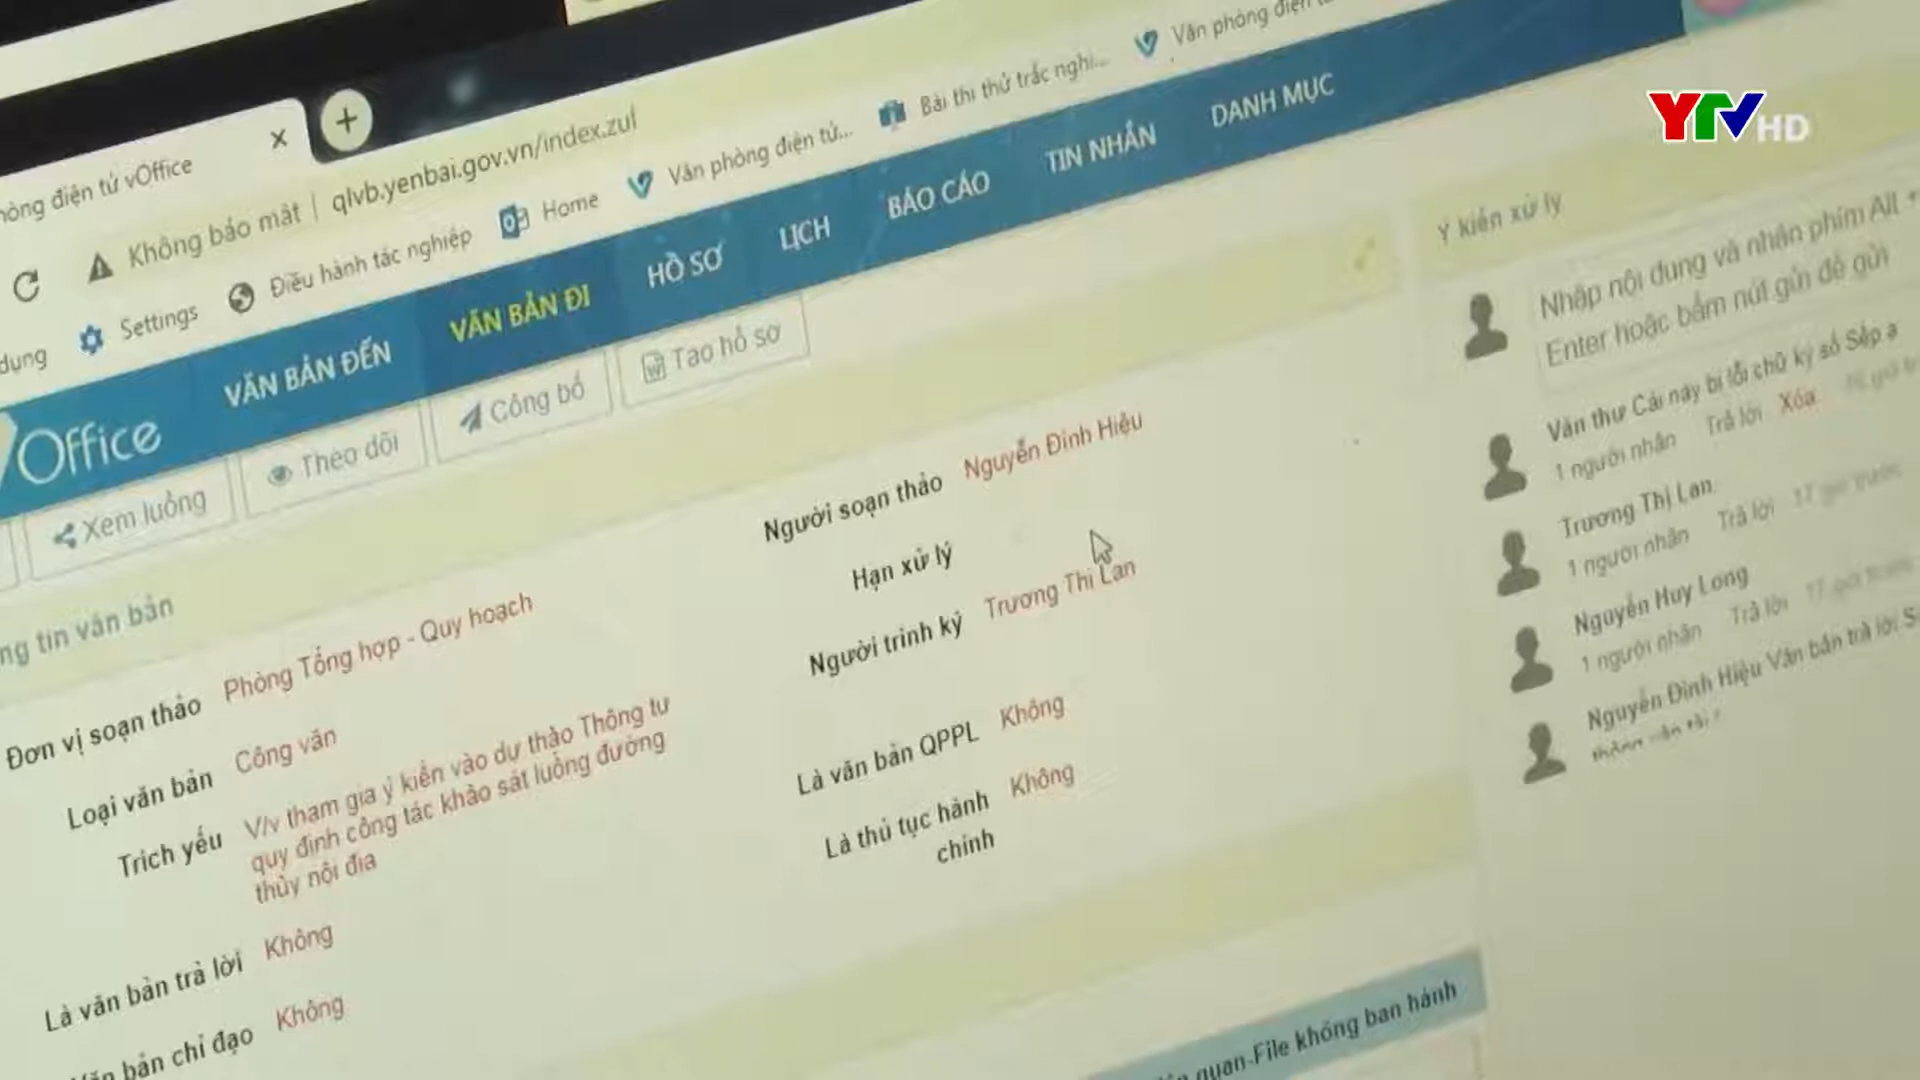 YTV HD
òng điện tử vOffice
Không bảo mật | qlvb.yenbai.gov.vn/index.zul
dụng
Settings
Điều hành tác nghiệp
Home
Văn phòng điện tử...
Bài thi thử trắc nghi...
Văn phòng điện
Office
VĂN BẢN ĐẾN
VĂN BẢN ĐI
HỒ SƠ
LỊCH
BÁO CÁO
TIN NHẮN
DANH MỤC
Xem luồng
Theo dõi
Công bố
Tạo hồ sơ
ng tin văn bản
Đơn vị soạn thảo Phòng Tổng hợp - Quy hoạch
Loại văn bản Công văn
Trích yếu V/v tham gia ý kiến vào dự thảo Thông tư
quy định công tác khảo sát luồng đường
thủy nội địa
Là văn bản trả lời Không
bản chỉ đạo Không
Người soạn thảo Nguyễn Đình Hiệu
Hạn xử lý
Người trình ký Trương Thị Lan
Là văn bản QPPL Không
Là thủ tục hành
chính Không
quan-File không ban hành
Ý kiến xử lý
Nhập nội dung và nhấn phím Alt +
Enter hoặc bấm nút gửi để gửi
Văn thư Cái này bị lỗi chữ ký số Sếp ạ
1 người nhận Trả lời Xóa
Trương Thị Lan
1 người nhận Trả lời 17 giờ trước
Nguyễn Huy Long
1 người nhận Trả lời 17 giờ trước
Nguyễn Đình Hiệu Văn bản trả lời